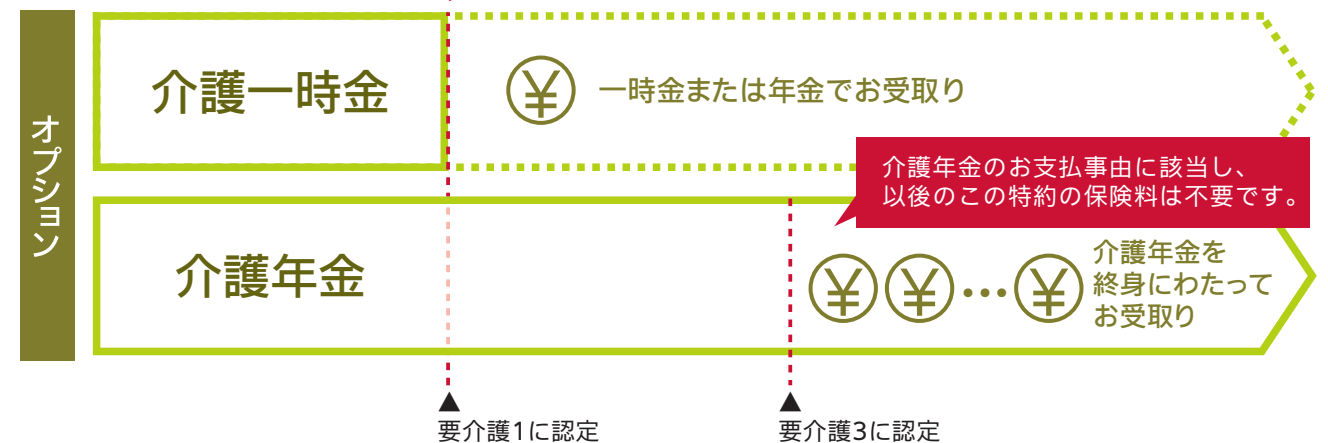 オプション
介護一時金
¥
一時金または年金でお受取り
介護年金のお支払事由に該当し、
以後のこの特約の保険料は不要です。
介護年金
¥ ¥ … ¥
介護年金を
終身にわたって
お受取り
▲
要介護1に認定
▲
要介護3に認定